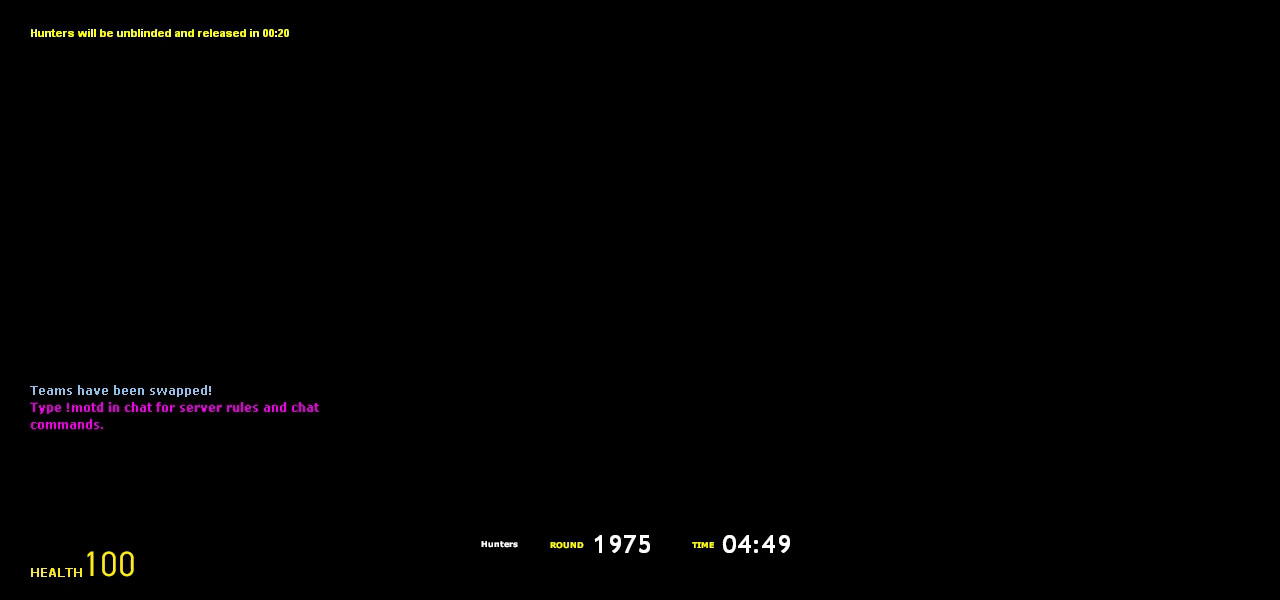 Hunters will be unblinded and released in 00:20
Teams have been swapped!
Type !motd in chat for server rules and chat
commands.
Hunters ROUND 1975 TIME 04:49
HEALTH 100